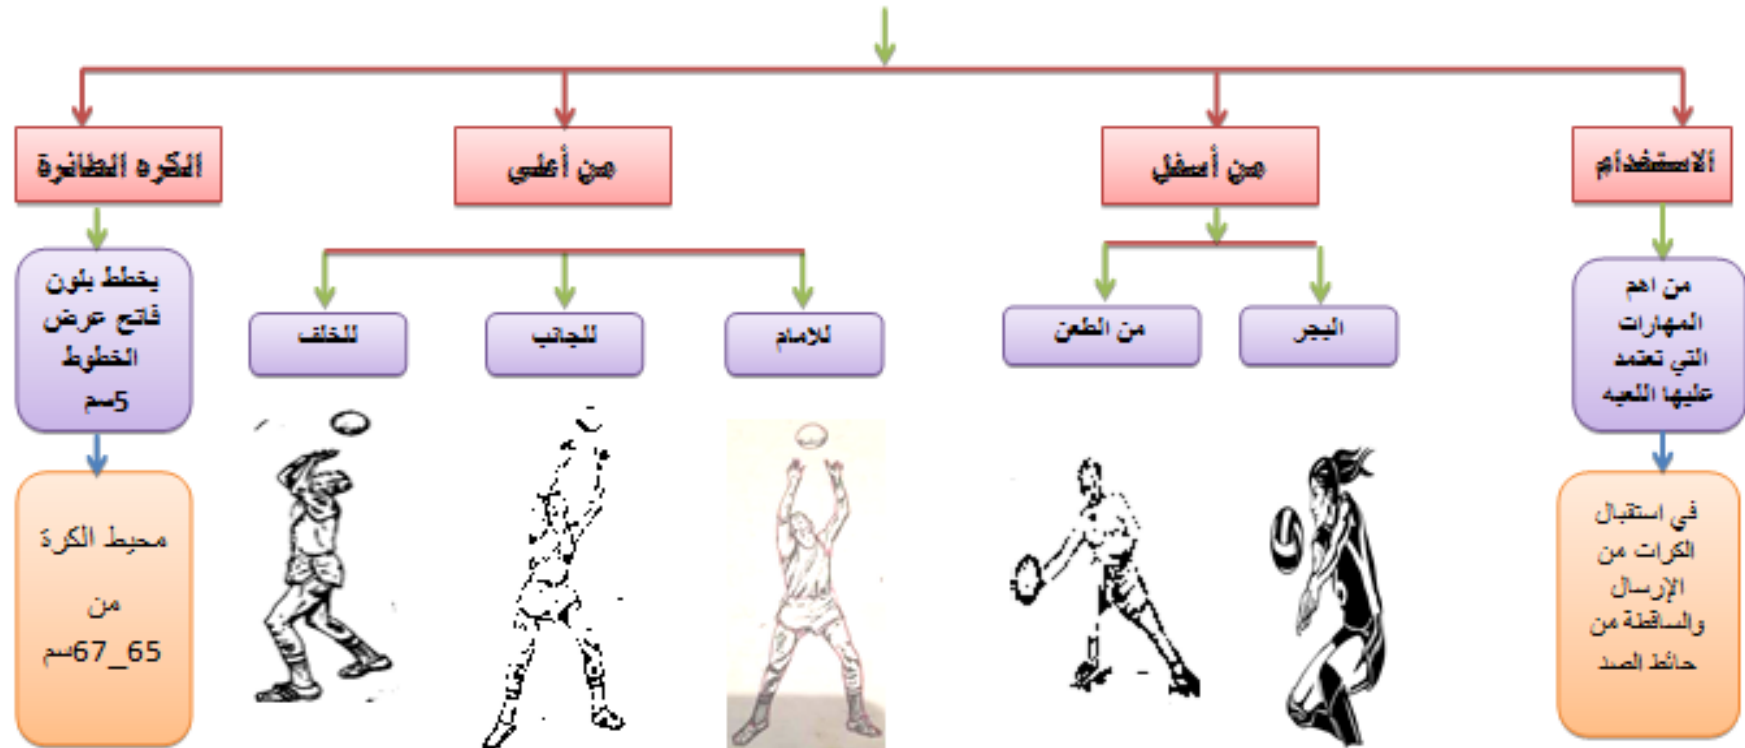 الاستخدام
من أسفل
من أعلى
الكره الطائرة
من اهم
المهارات
التي تعتمد
عليها اللعبه
البجر
من الطعن
للامام
للجانب
للخلف
يخطط بلون
فاتح عرض
الخطوط
5سم
في استقبال
الكرات من
الإرسال
والساقطة من
حائط الصد
محيط الكرة
من
65_67سم